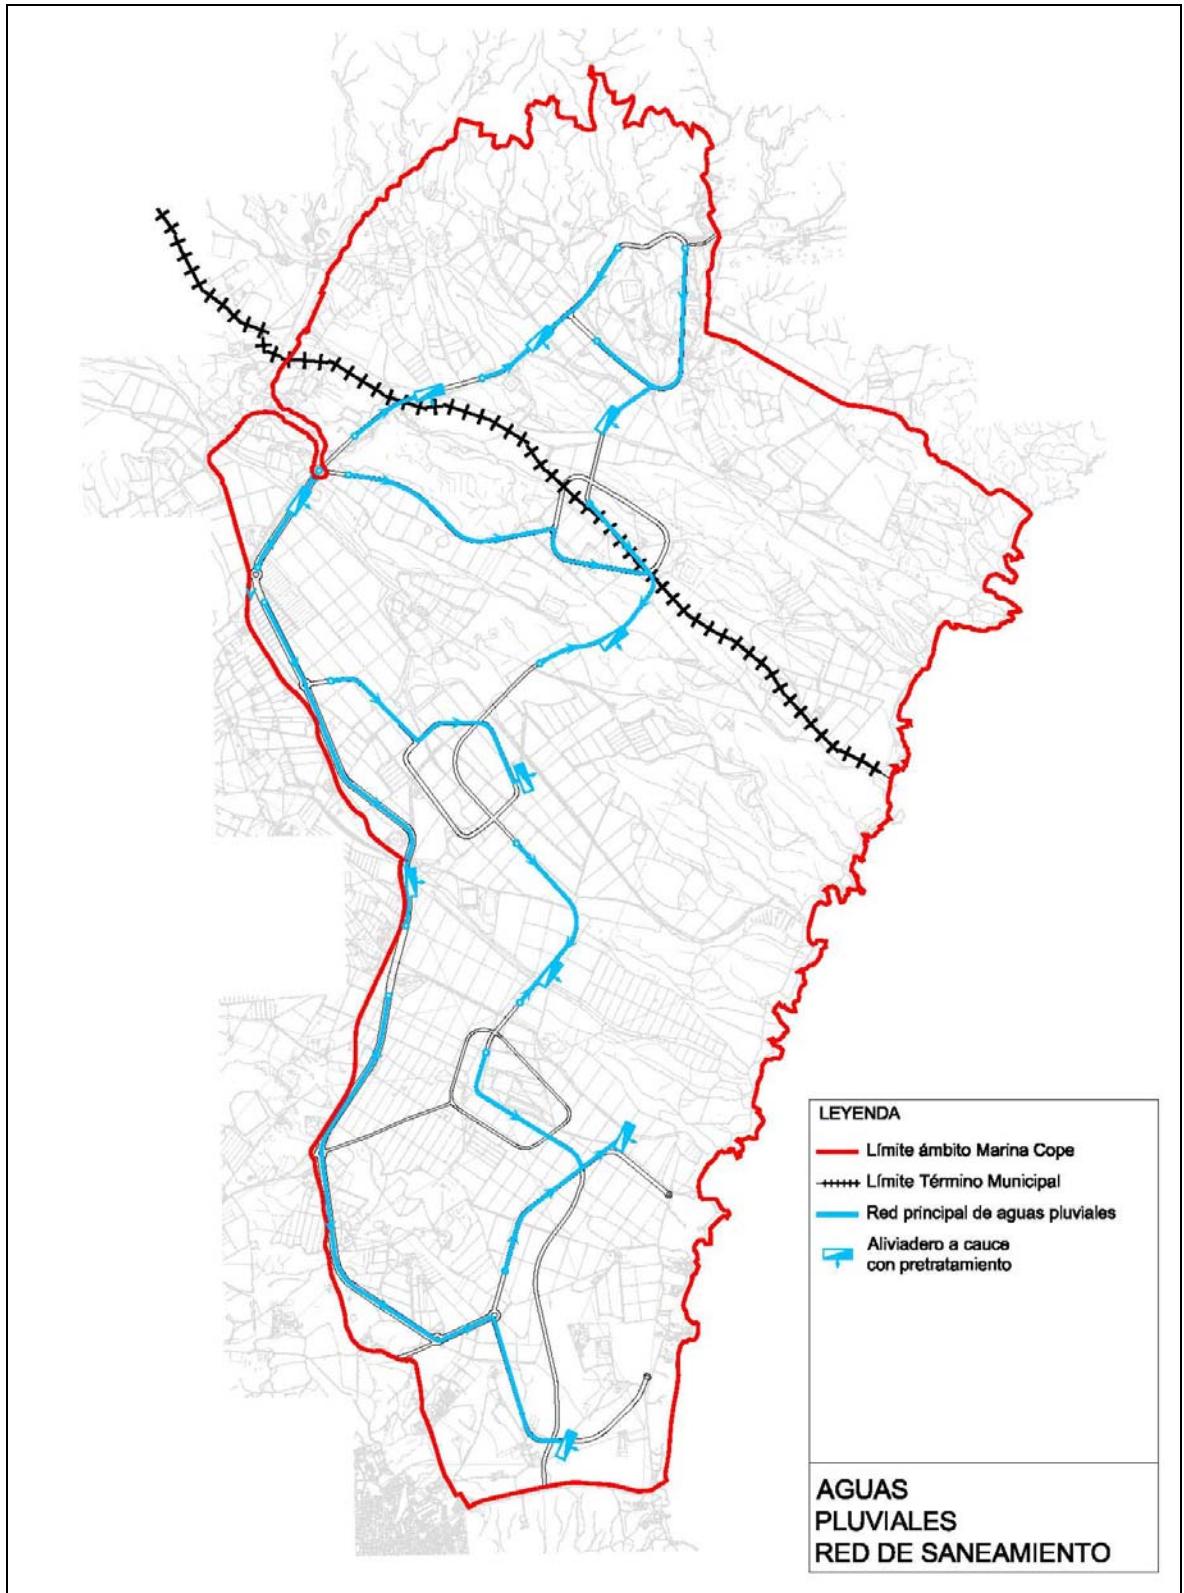 LEYENDA
Límite ámbito Marina Cope
Límite Término Municipal
Red principal de aguas pluviales
Aliviadero a cauce
con pretratamiento
AGUAS
PLUVIALES
RED DE SANEAMIENTO